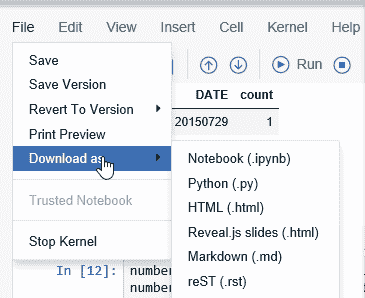 File Edit View Insert Cell Kernel Help
Save
Save Version
Revert To Version
Print Preview
Download as
Trusted Notebook
Stop Kernel
Run
DATE count
20150729 1
Notebook (.ipynb)
Python (.py)
HTML (.html)
Reveal.js slides (.html)
Markdown (.md)
reST (.rst)
In [12]: number
number